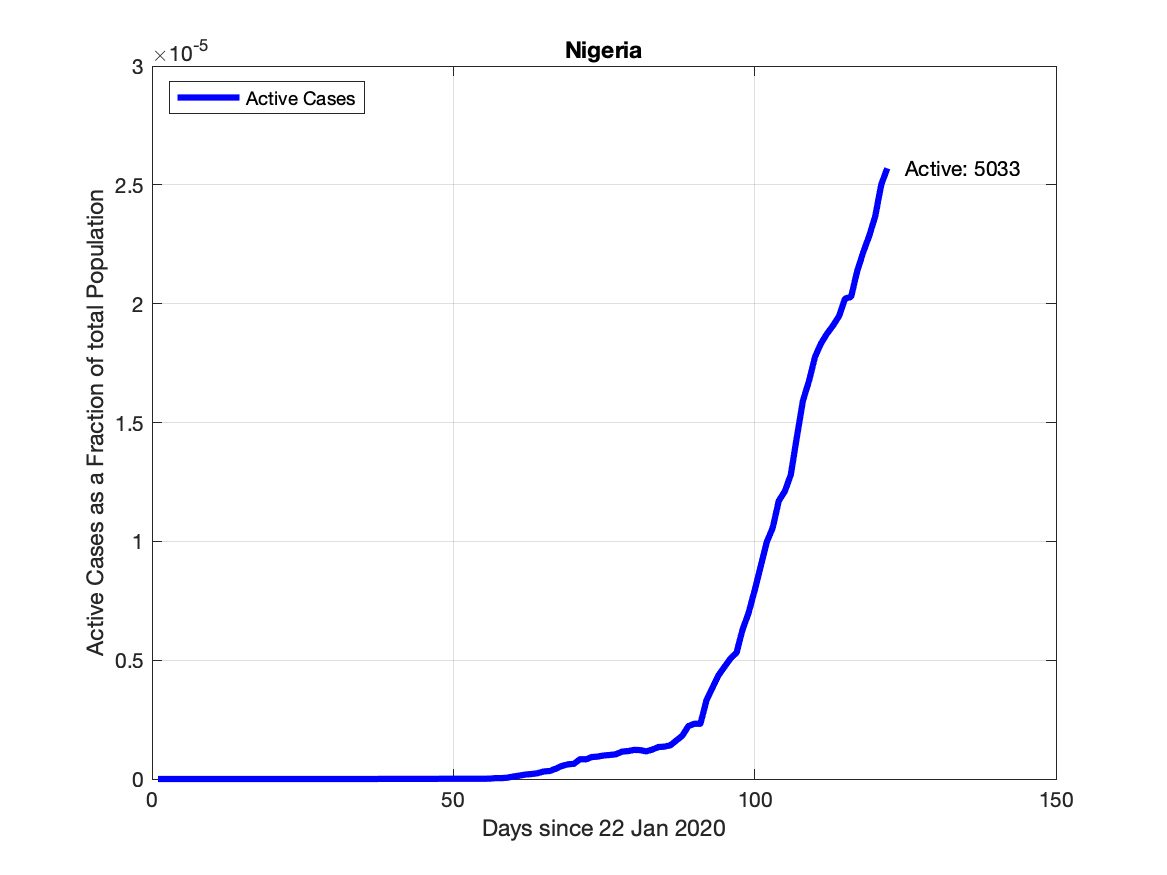 Nigeria
×10-5
3
2.5
2
1.5
1
0.5
0
Active Cases
Active: 5033
Active Cases as a Fraction of total Population
0 50 100 150
Days since 22 Jan 2020